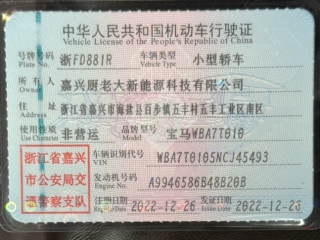 中华人民共和国机动车行驶证
Vehicle License of the People's Republic of China
号牌号码 浙FD881R 车辆类型 小型轿车
Plate No. Vehicle Type
所有人 嘉兴厨老大新能源科技有限公司
Owner
住址 浙江省嘉兴市海盐县百步镇五丰村五丰工业区南区
Address
使用性质 非营运 品牌型号 宝马WBA7T010
Use Character Model
浙江省嘉兴市公安局交通警察支队
车辆识别代号 WBA7T0105NCJ45493
VIN
发动机号码 A9946586B48B20B
Engine No.
注册日期 2022-12-26 发证日期 2022-12-26
Register Date Issue Date